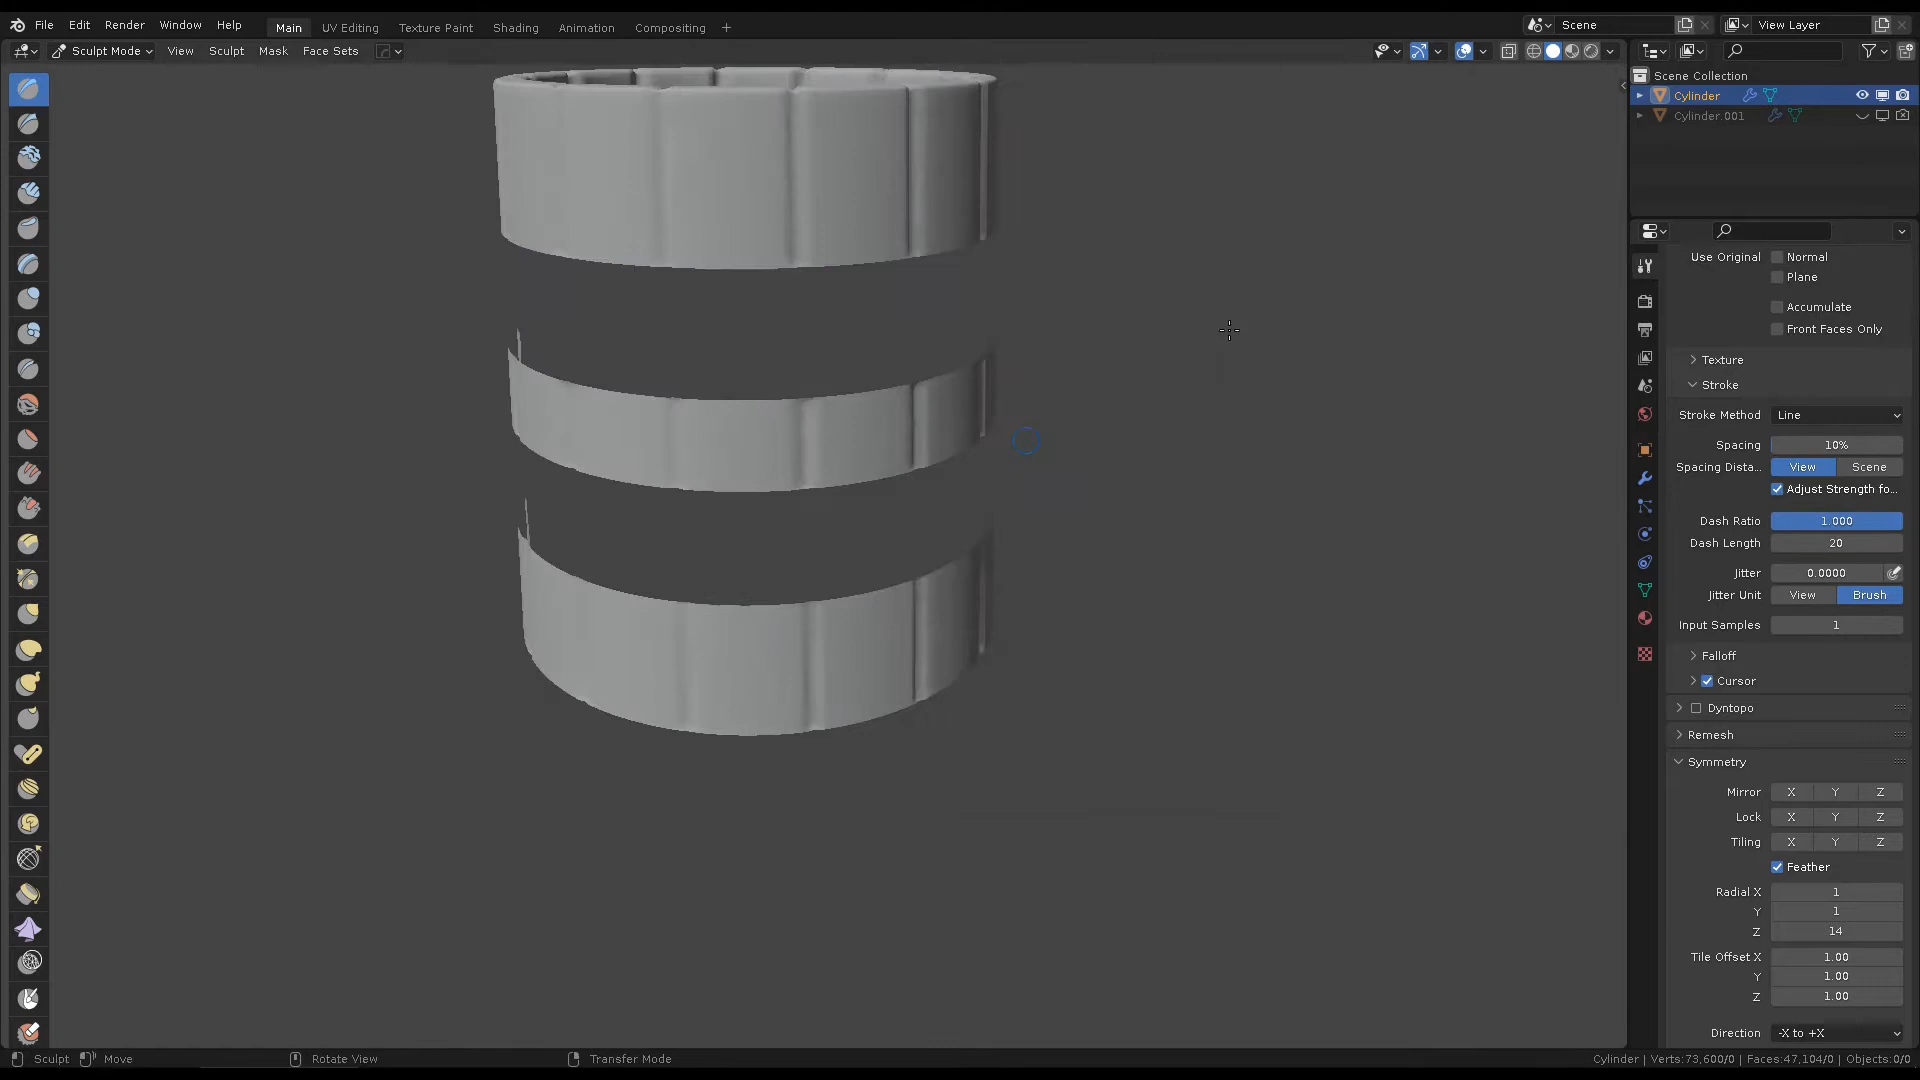 File Edit Render Window Help Main UV Editing Texture Paint Shading Animation Compositing + Scene View Layer
Sculpt Mode View Sculpt Mask Face Sets
Scene Collection
Cylinder
Cylinder.001
Use Original Normal
Plane
Accumulate
Front Faces Only
Texture
Stroke
Stroke Method Line
Spacing 10%
Spacing Dista... View Scene
Adjust Strength fo...
Dash Ratio 1.000
Dash Length 20
Jitter 0.0000
Jitter Unit View Brush
Input Samples 1
Falloff
Cursor
Dyntopo
Remesh
Symmetry
Mirror X Y Z
Lock X Y Z
Tiling X Y Z
Feather
Radial X 1
Y 1
Z 14
Tile Offset X 1.00
Y 1.00
Z 1.00
Direction -X to +X
Sculpt Move Rotate View Transfer Mode Cylinder | Verts:73,600/0 | Faces:47,104/0 | Objects:0/0